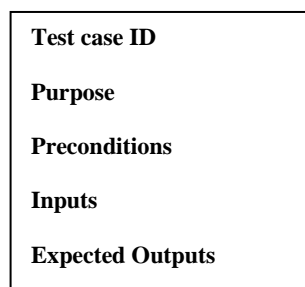 Test case ID
Purpose
Preconditions
Inputs
Expected Outputs